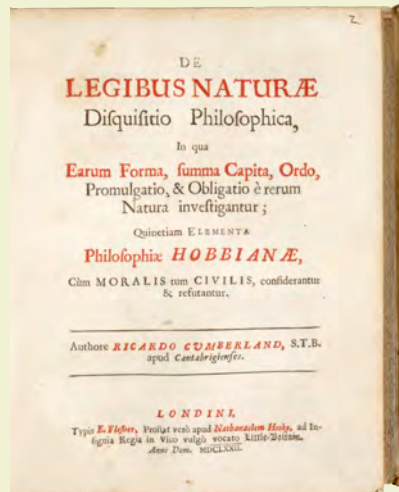 2
DE
LEGIBUS NATURÆ
Diſquiſitio Philoſophica,
In qua
Earum Forma, ſumma Capita, Ordo,
Promulgatio, & Obligatio è rerum
Natura inveſtigantur ;
Quinetiam ELEMENTA
Philoſophiæ HOBBIANÆ,
Cùm MORALIS tum CIVILIS, conſiderantur
& refutantur.
Authore RICARDO CUMBERLAND, S.T.B.
apud Cantabrigienſes.
LONDINI,
Typis E. Fleſher, Proſtat verò apud Nathanaelem Hooke, ad In-
ſignia Regia in Vico vulgò vocato Little-Britain.
Anno Dom. MDCLXXII.